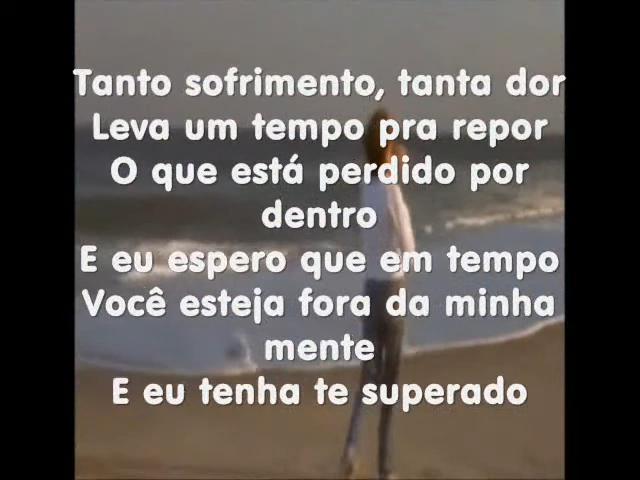 Tanto sofrimento, tanta dor
Leva um tempo pra repor
O que está perdido por
dentro
E eu espero que em tempo
Você esteja fora da minha
mente
E eu tenha te superado